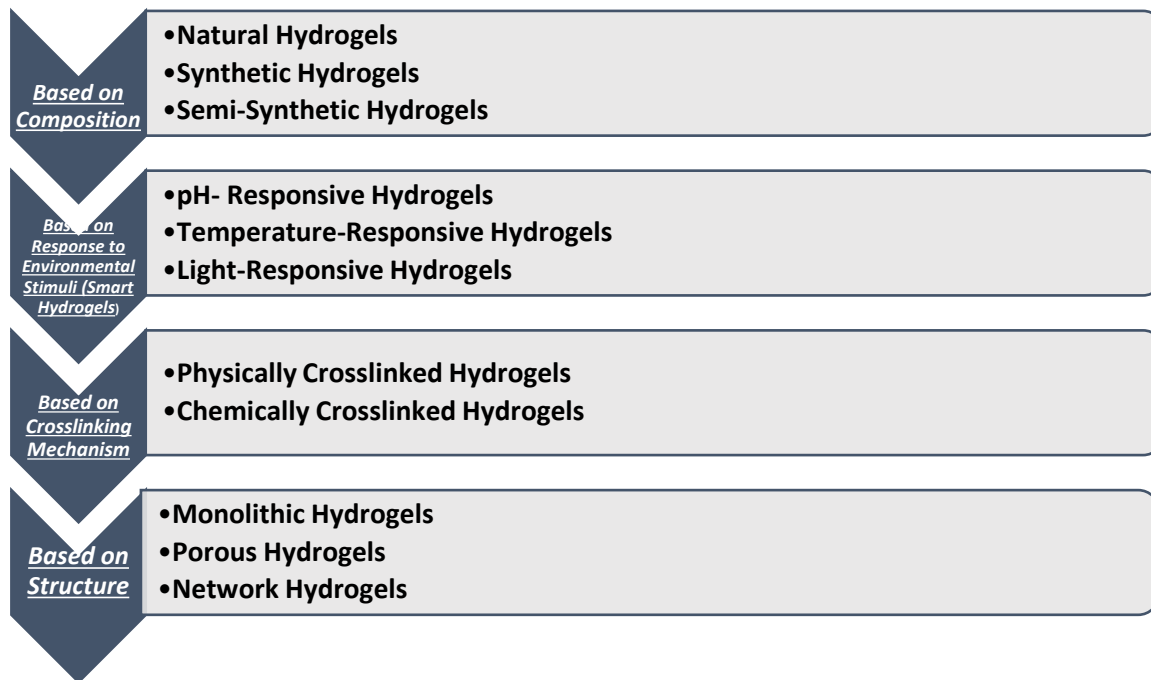 Based on
Composition
•Natural Hydrogels
•Synthetic Hydrogels
•Semi-Synthetic Hydrogels
Based on
Response to
Environmental
Stimuli (Smart
Hydrogels)
•pH- Responsive Hydrogels
•Temperature-Responsive Hydrogels
•Light-Responsive Hydrogels
Based on
Crosslinking
Mechanism
•Physically Crosslinked Hydrogels
•Chemically Crosslinked Hydrogels
Based on
Structure
•Monolithic Hydrogels
•Porous Hydrogels
•Network Hydrogels